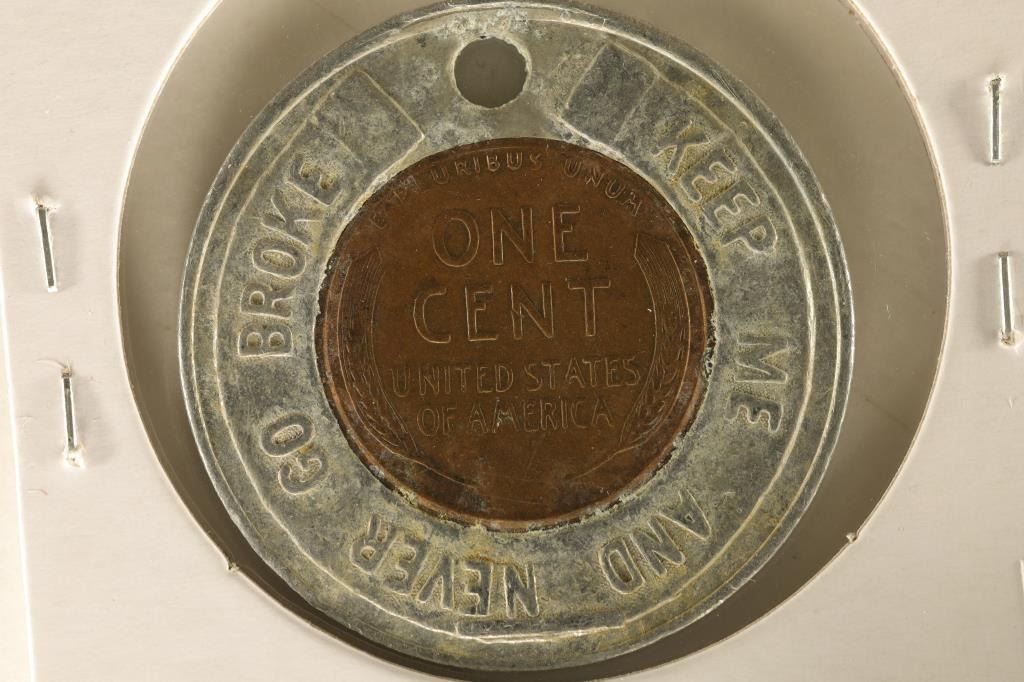 KEEP ME AND NEVER GO BROKE
E PLURIBUS UNUM
ONE
CENT
UNITED STATES
OF AMERICA